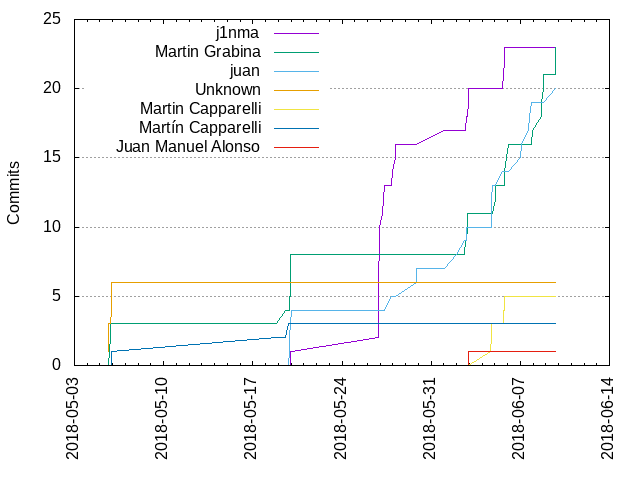 25
20
15
10
5
0
Commits
j1nma
Martin Grabina
juan
Unknown
Martin Capparelli
Martín Capparelli
Juan Manuel Alonso
2018-05-03
2018-05-10
2018-05-17
2018-05-24
2018-05-31
2018-06-07
2018-06-14